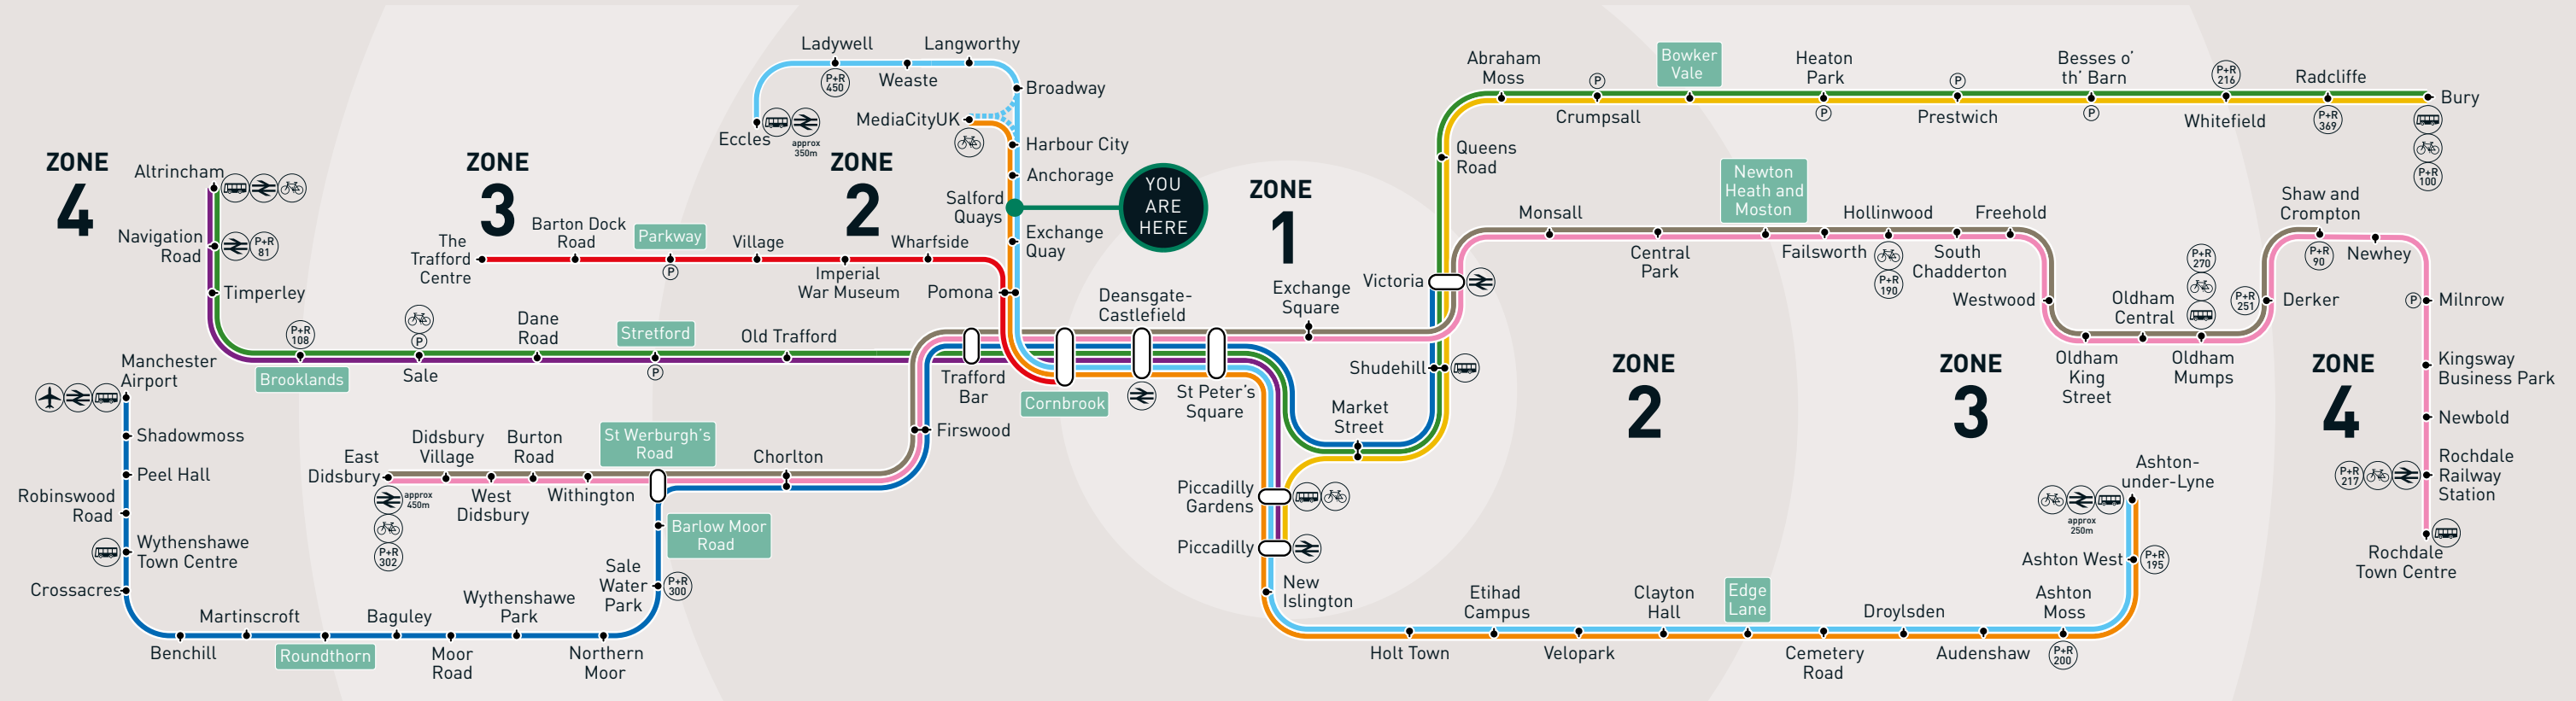 ZONE
4
Altrincham
Navigation
Road
P+R
81
Timperley
P+R
108
Brooklands
P
Sale
Dane
Road
Stretford
P
Old Trafford
ZONE
3
The
Trafford
Centre
Barton Dock
Road
Parkway
P
Village
Imperial
War Museum
Wharfside
Pomona
ZONE
2
Eccles
approx
350m
Ladywell
P+R
450
Weaste
Langworthy
Broadway
MediaCityUK
Harbour City
Anchorage
Salford
Quays
YOU
ARE
HERE
Exchange
Quay
Manchester
Airport
Shadowmoss
Peel Hall
Robinswood
Road
Wythenshawe
Town Centre
Crossacres
Benchill
Martinscroft
Roundthorn
Baguley
Moor
Road
Wythenshawe
Park
Northern
Moor
Sale
Water
Park
P+R
300
Barlow Moor
Road
St Werburgh's
Road
East
Didsbury
approx
450m
P+R
302
Didsbury
Village
West
Didsbury
Burton
Road
Withington
Chorlton
Firswood
Trafford
Bar
Cornbrook
Deansgate-
Castlefield
St Peter's
Square
ZONE
1
Exchange
Square
Victoria
Shudehill
Market
Street
Piccadilly
Gardens
Piccadilly
New
Islington
Queens
Road
Abraham
Moss
P
Crumpsall
Bowker
Vale
Heaton
Park
P
P
Prestwich
Besses o'
th' Barn
P
P+R
216
Whitefield
Radcliffe
P+R
369
Bury
P+R
100
Monsall
Central
Park
Newton
Heath and
Moston
Failsworth
Hollinwood
P+R
190
South
Chadderton
Freehold
Westwood
Oldham
King
Street
Oldham
Central
P+R
270
Oldham
Mumps
P+R
251
Derker
Shaw and
Crompton
P+R
90
Newhey
P
Milnrow
Kingsway
Business Park
Newbold
P+R
217
Rochdale
Railway
Station
Rochdale
Town Centre
ZONE
2
ZONE
3
ZONE
4
Holt Town
Etihad
Campus
Velopark
Clayton
Hall
Edge
Lane
Cemetery
Road
Droylsden
Audenshaw
Ashton
Moss
P+R
200
Ashton West
P+R
195
Ashton-
under-Lyne
approx
250m